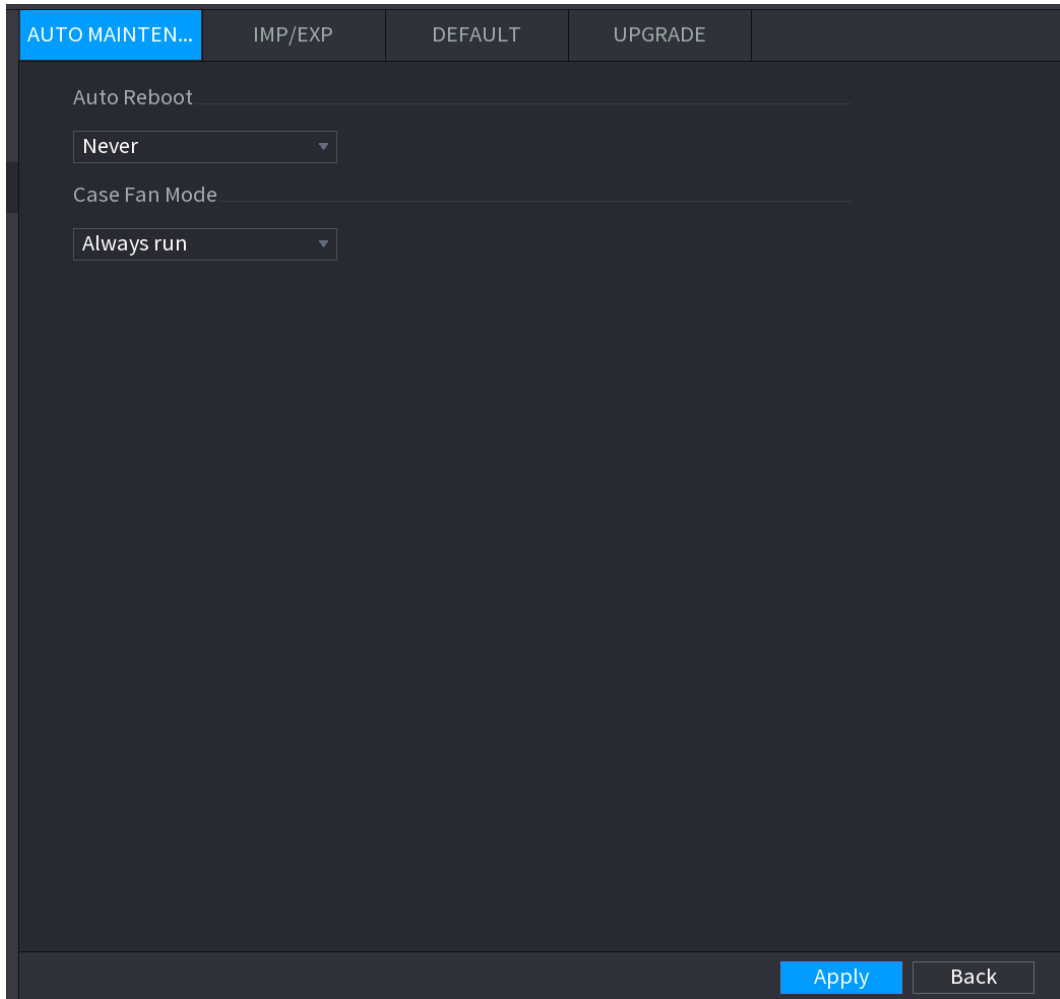 AUTO MAINTEN... IMP/EXP DEFAULT UPGRADE
Auto Reboot
Never
Case Fan Mode
Always run
Apply Back